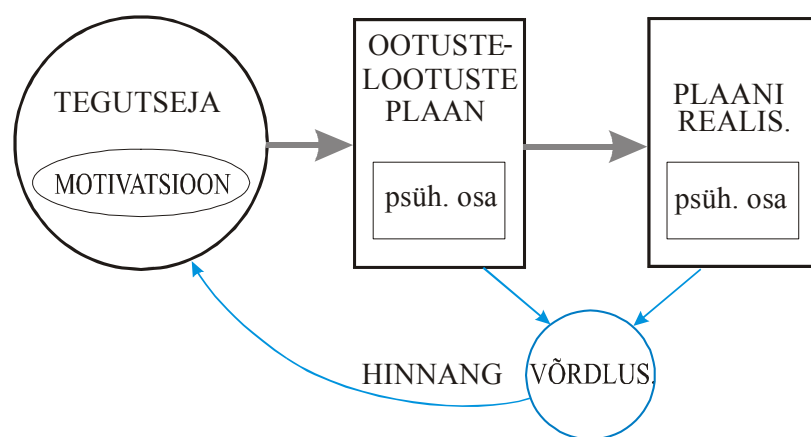 TEGUTSEJA
MOTIVATSIOON
OOTUSTE-
LOOTUSTE
PLAAN
psüh. osa
PLAANI
REALIS.
psüh. osa
HINNANG
VÕRDLUS.